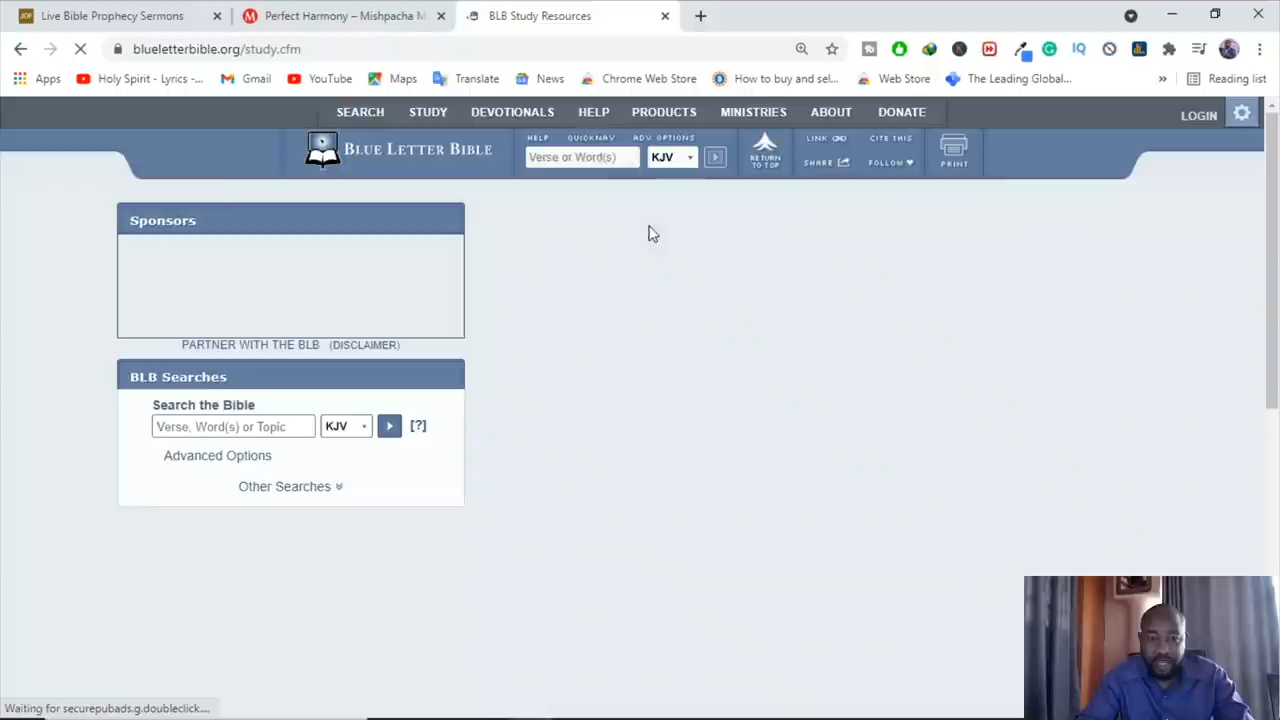 Live Bible Prophecy Sermons
Perfect Harmony – Mishpacha M
BLB Study Resources
blueletterbible.org/study.cfm
Apps
Holy Spirit - Lyrics -...
Gmail
YouTube
Maps
Translate
News
Chrome Web Store
How to buy and sel...
Web Store
The Leading Global...
»
Reading list
SEARCH STUDY DEVOTIONALS HELP PRODUCTS MINISTRIES ABOUT DONATE
LOGIN
BLUE LETTER BIBLE
HELP QUICKNAV ADV. OPTIONS
Verse or Word(s)
KJV
RETURN
TO TOP
LINK
CITE THIS
SHARE
FOLLOW
PRINT
Sponsors
PARTNER WITH THE BLB (DISCLAIMER)
BLB Searches
Search the Bible
Verse, Word(s) or Topic
KJV
[?]
Advanced Options
Other Searches
Waiting for securepubads.g.doubleclick....